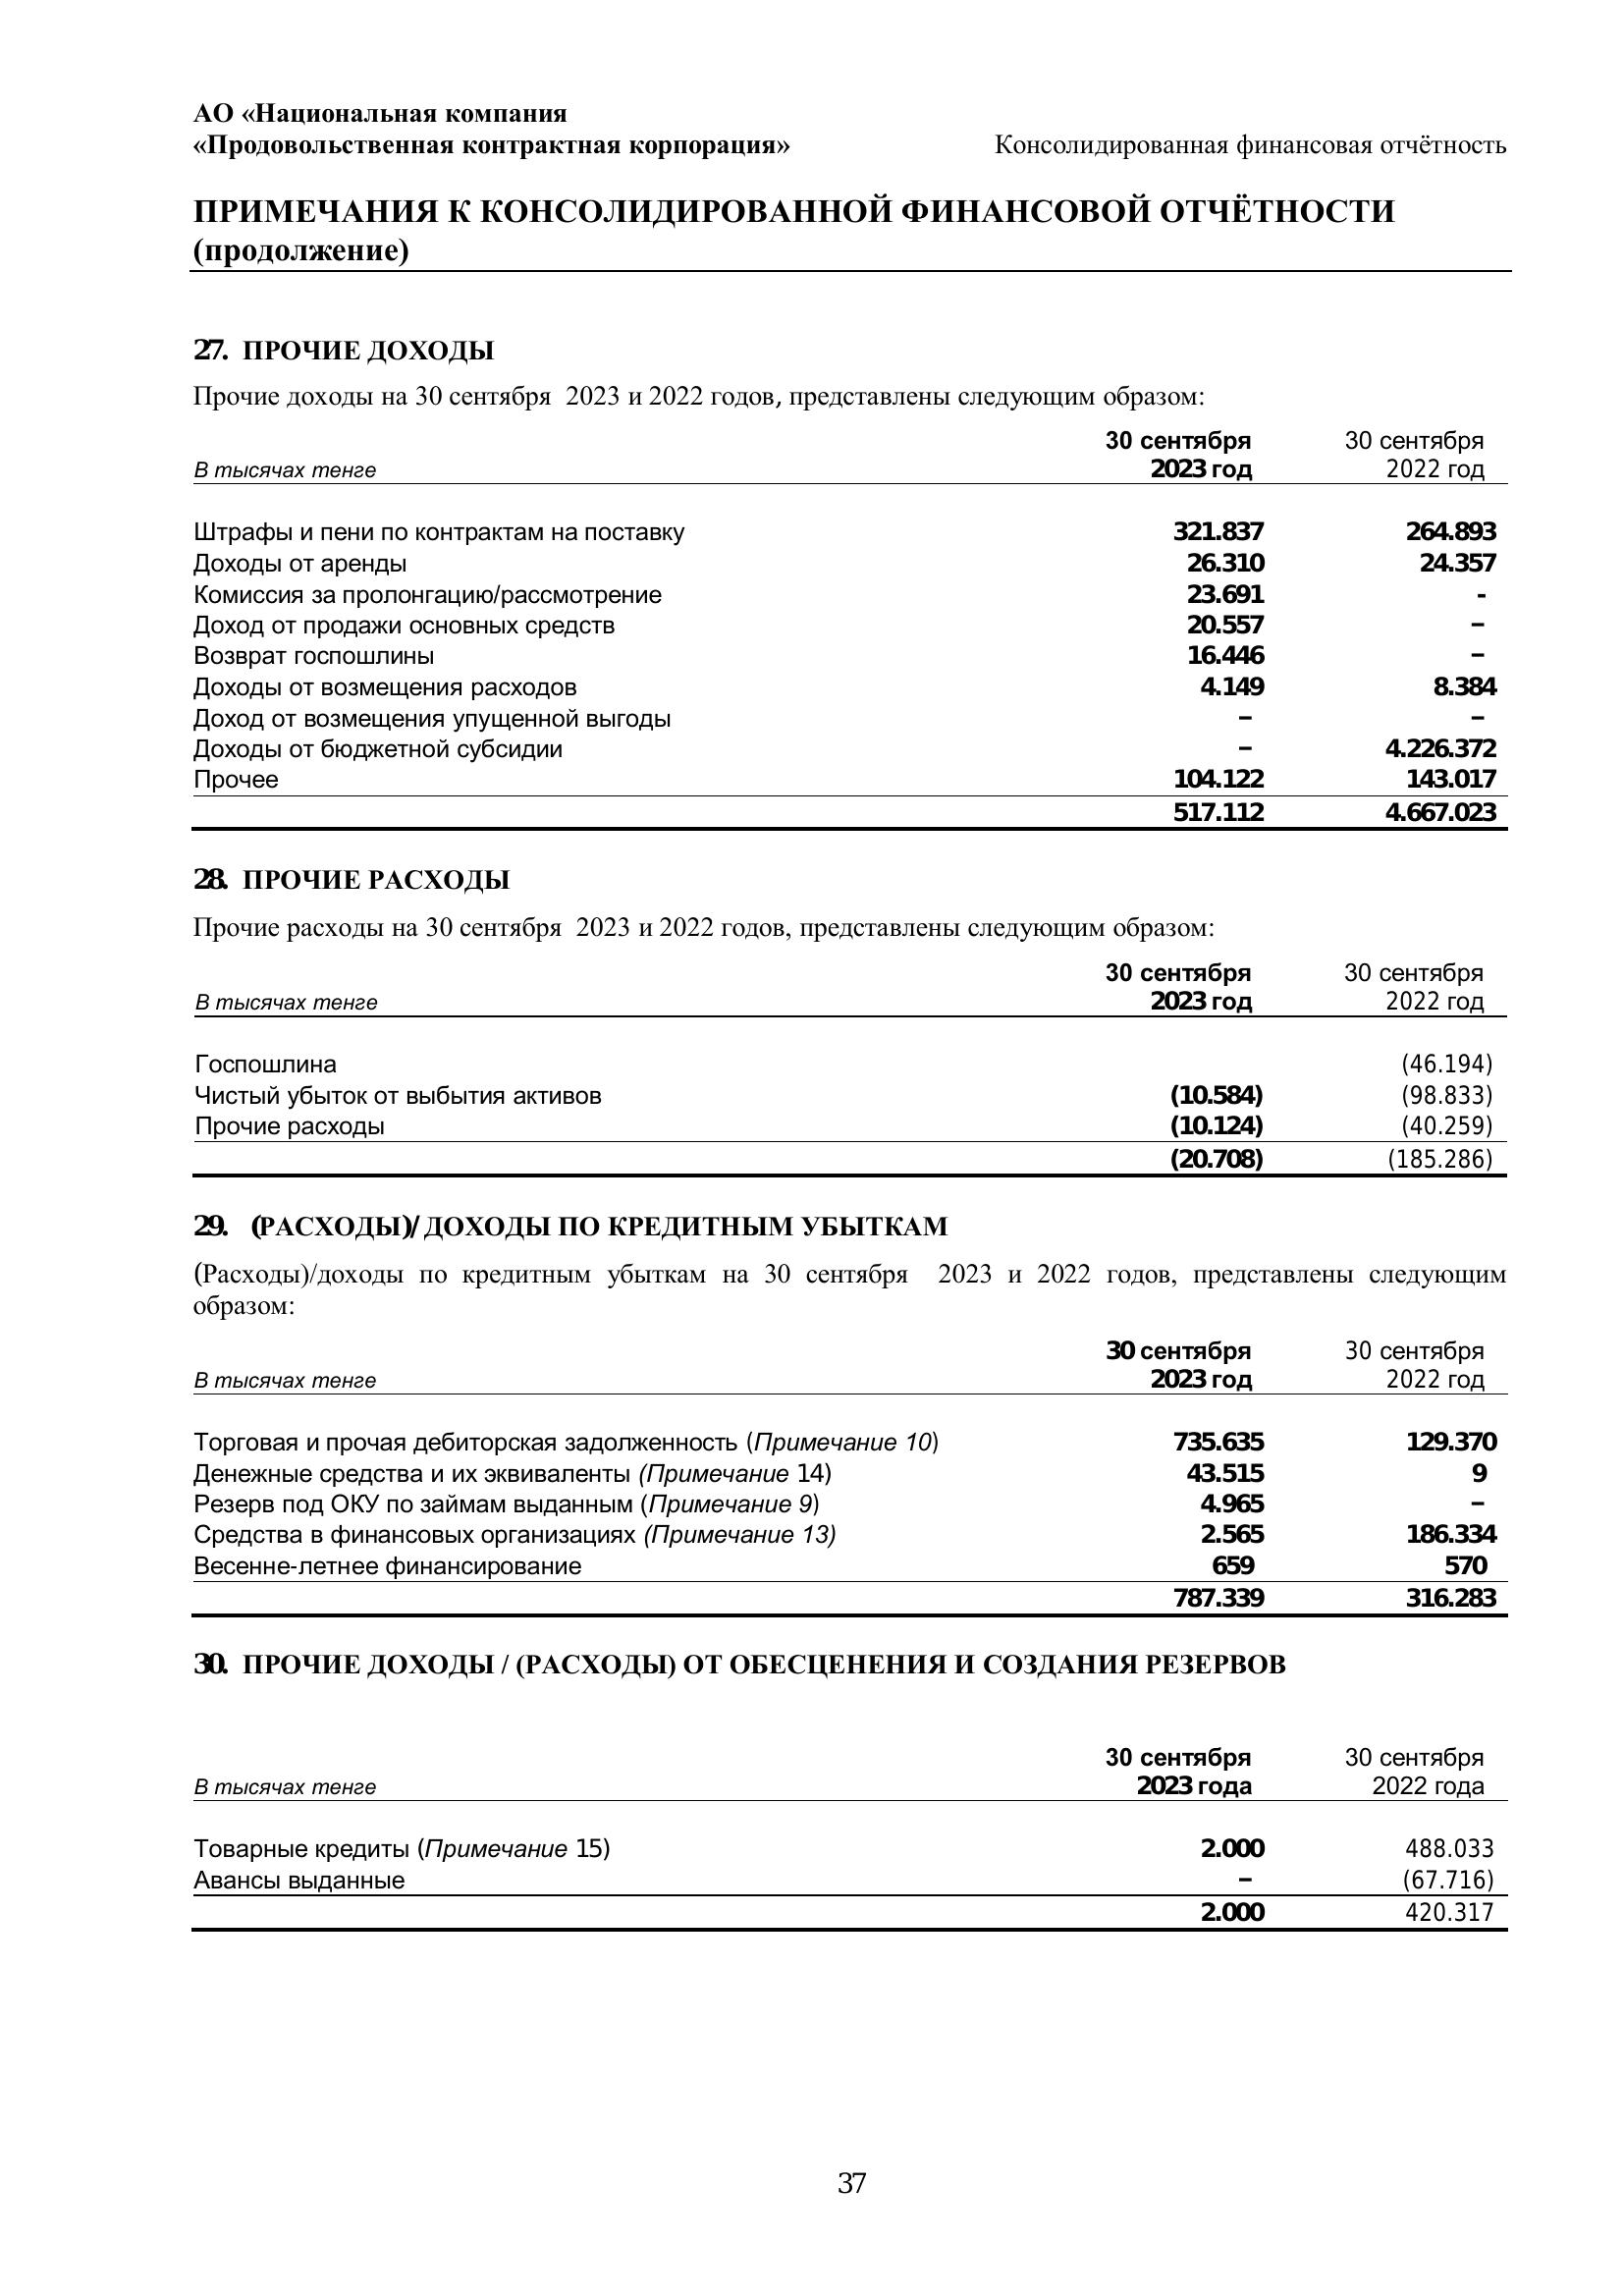 АО «Национальная компания
«Продовольственная контрактная корпорация» Консолидированная финансовая отчётность
ПРИМЕЧАНИЯ К КОНСОЛИДИРОВАННОЙ ФИНАНСОВОЙ ОТЧЁТНОСТИ
(продолжение)
27. ПРОЧИЕ ДОХОДЫ
Прочие доходы на 30 сентября 2023 и 2022 годов, представлены следующим образом:
30 сентября 30 сентября
В тысячах тенге 2023 год 2022 год
Штрафы и пени по контрактам на поставку 321.837 264.893
Доходы от аренды 26.310 24.357
Комиссия за пролонгацию/рассмотрение 23.691 -
Доход от продажи основных средств 20.557 –
Возврат госпошлины 16.446 –
Доходы от возмещения расходов 4.149 8.384
Доход от возмещения упущенной выгоды – –
Доходы от бюджетной субсидии – 4.226.372
Прочее 104.122 143.017
517.112 4.667.023
28. ПРОЧИЕ РАСХОДЫ
Прочие расходы на 30 сентября 2023 и 2022 годов, представлены следующим образом:
30 сентября 30 сентября
В тысячах тенге 2023 год 2022 год
Госпошлина (46.194)
Чистый убыток от выбытия активов (10.584) (98.833)
Прочие расходы (10.124) (40.259)
(20.708) (185.286)
29. (РАСХОДЫ)/ ДОХОДЫ ПО КРЕДИТНЫМ УБЫТКАМ
(Расходы)/доходы по кредитным убыткам на 30 сентября 2023 и 2022 годов, представлены следующим
образом:
30 сентября 30 сентября
В тысячах тенге 2023 год 2022 год
Торговая и прочая дебиторская задолженность (Примечание 10) 735.635 129.370
Денежные средства и их эквиваленты (Примечание 14) 43.515 9
Резерв под ОКУ по займам выданным (Примечание 9) 4.965 –
Средства в финансовых организациях (Примечание 13) 2.565 186.334
Весенне-летнее финансирование 659 570
787.339 316.283
30. ПРОЧИЕ ДОХОДЫ / (РАСХОДЫ) ОТ ОБЕСЦЕНЕНИЯ И СОЗДАНИЯ РЕЗЕРВОВ
30 сентября 30 сентября
В тысячах тенге 2023 года 2022 года
Товарные кредиты (Примечание 15) 2.000 488.033
Авансы выданные – (67.716)
2.000 420.317
37